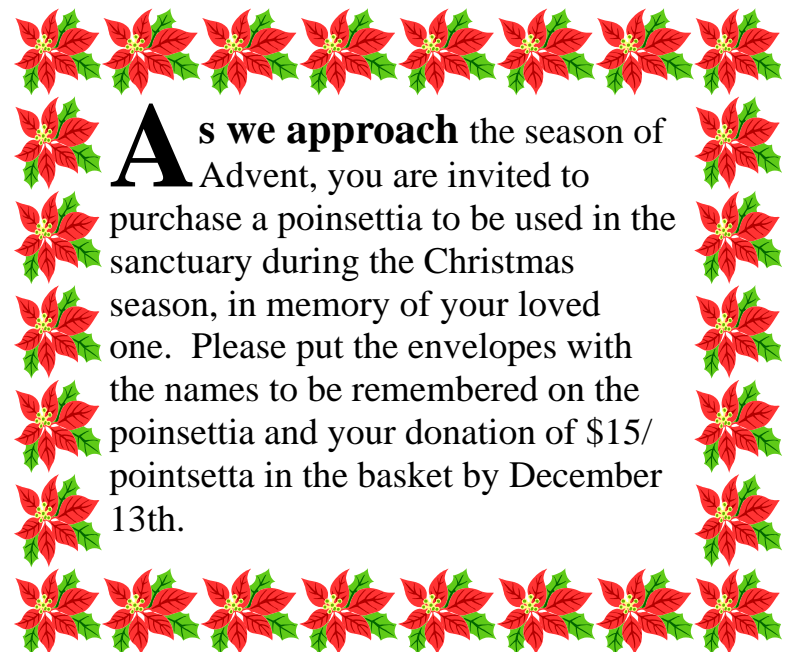 As we approach the season of
Advent, you are invited to
purchase a poinsettia to be used in the
sanctuary during the Christmas
season, in memory of your loved
one.  Please put the envelopes with
the names to be remembered on the
poinsettia and your donation of $15/
pointsetta in the basket by December
13th.